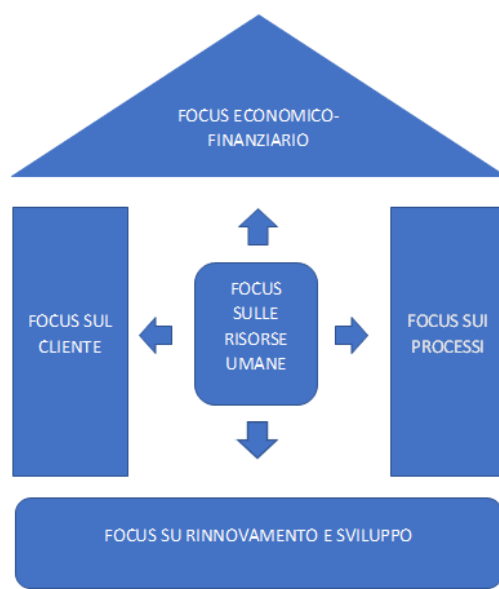 FOCUS ECONOMICO-
FINANZIARIO
FOCUS SUL
CLIENTE
FOCUS
SULLE
RISORSE
UMANE
FOCUS SUI
PROCESSI
FOCUS SU RINNOVAMENTO E SVILUPPO